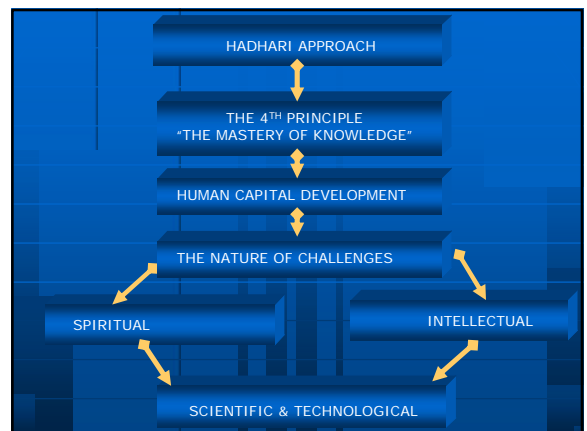 HADHARI APPROACH
THE 4TH PRINCIPLE
“THE MASTERY OF KNOWLEDGE”
HUMAN CAPITAL DEVELOPMENT
THE NATURE OF CHALLENGES
SPIRITUAL
INTELLECTUAL
SCIENTIFIC & TECHNOLOGICAL